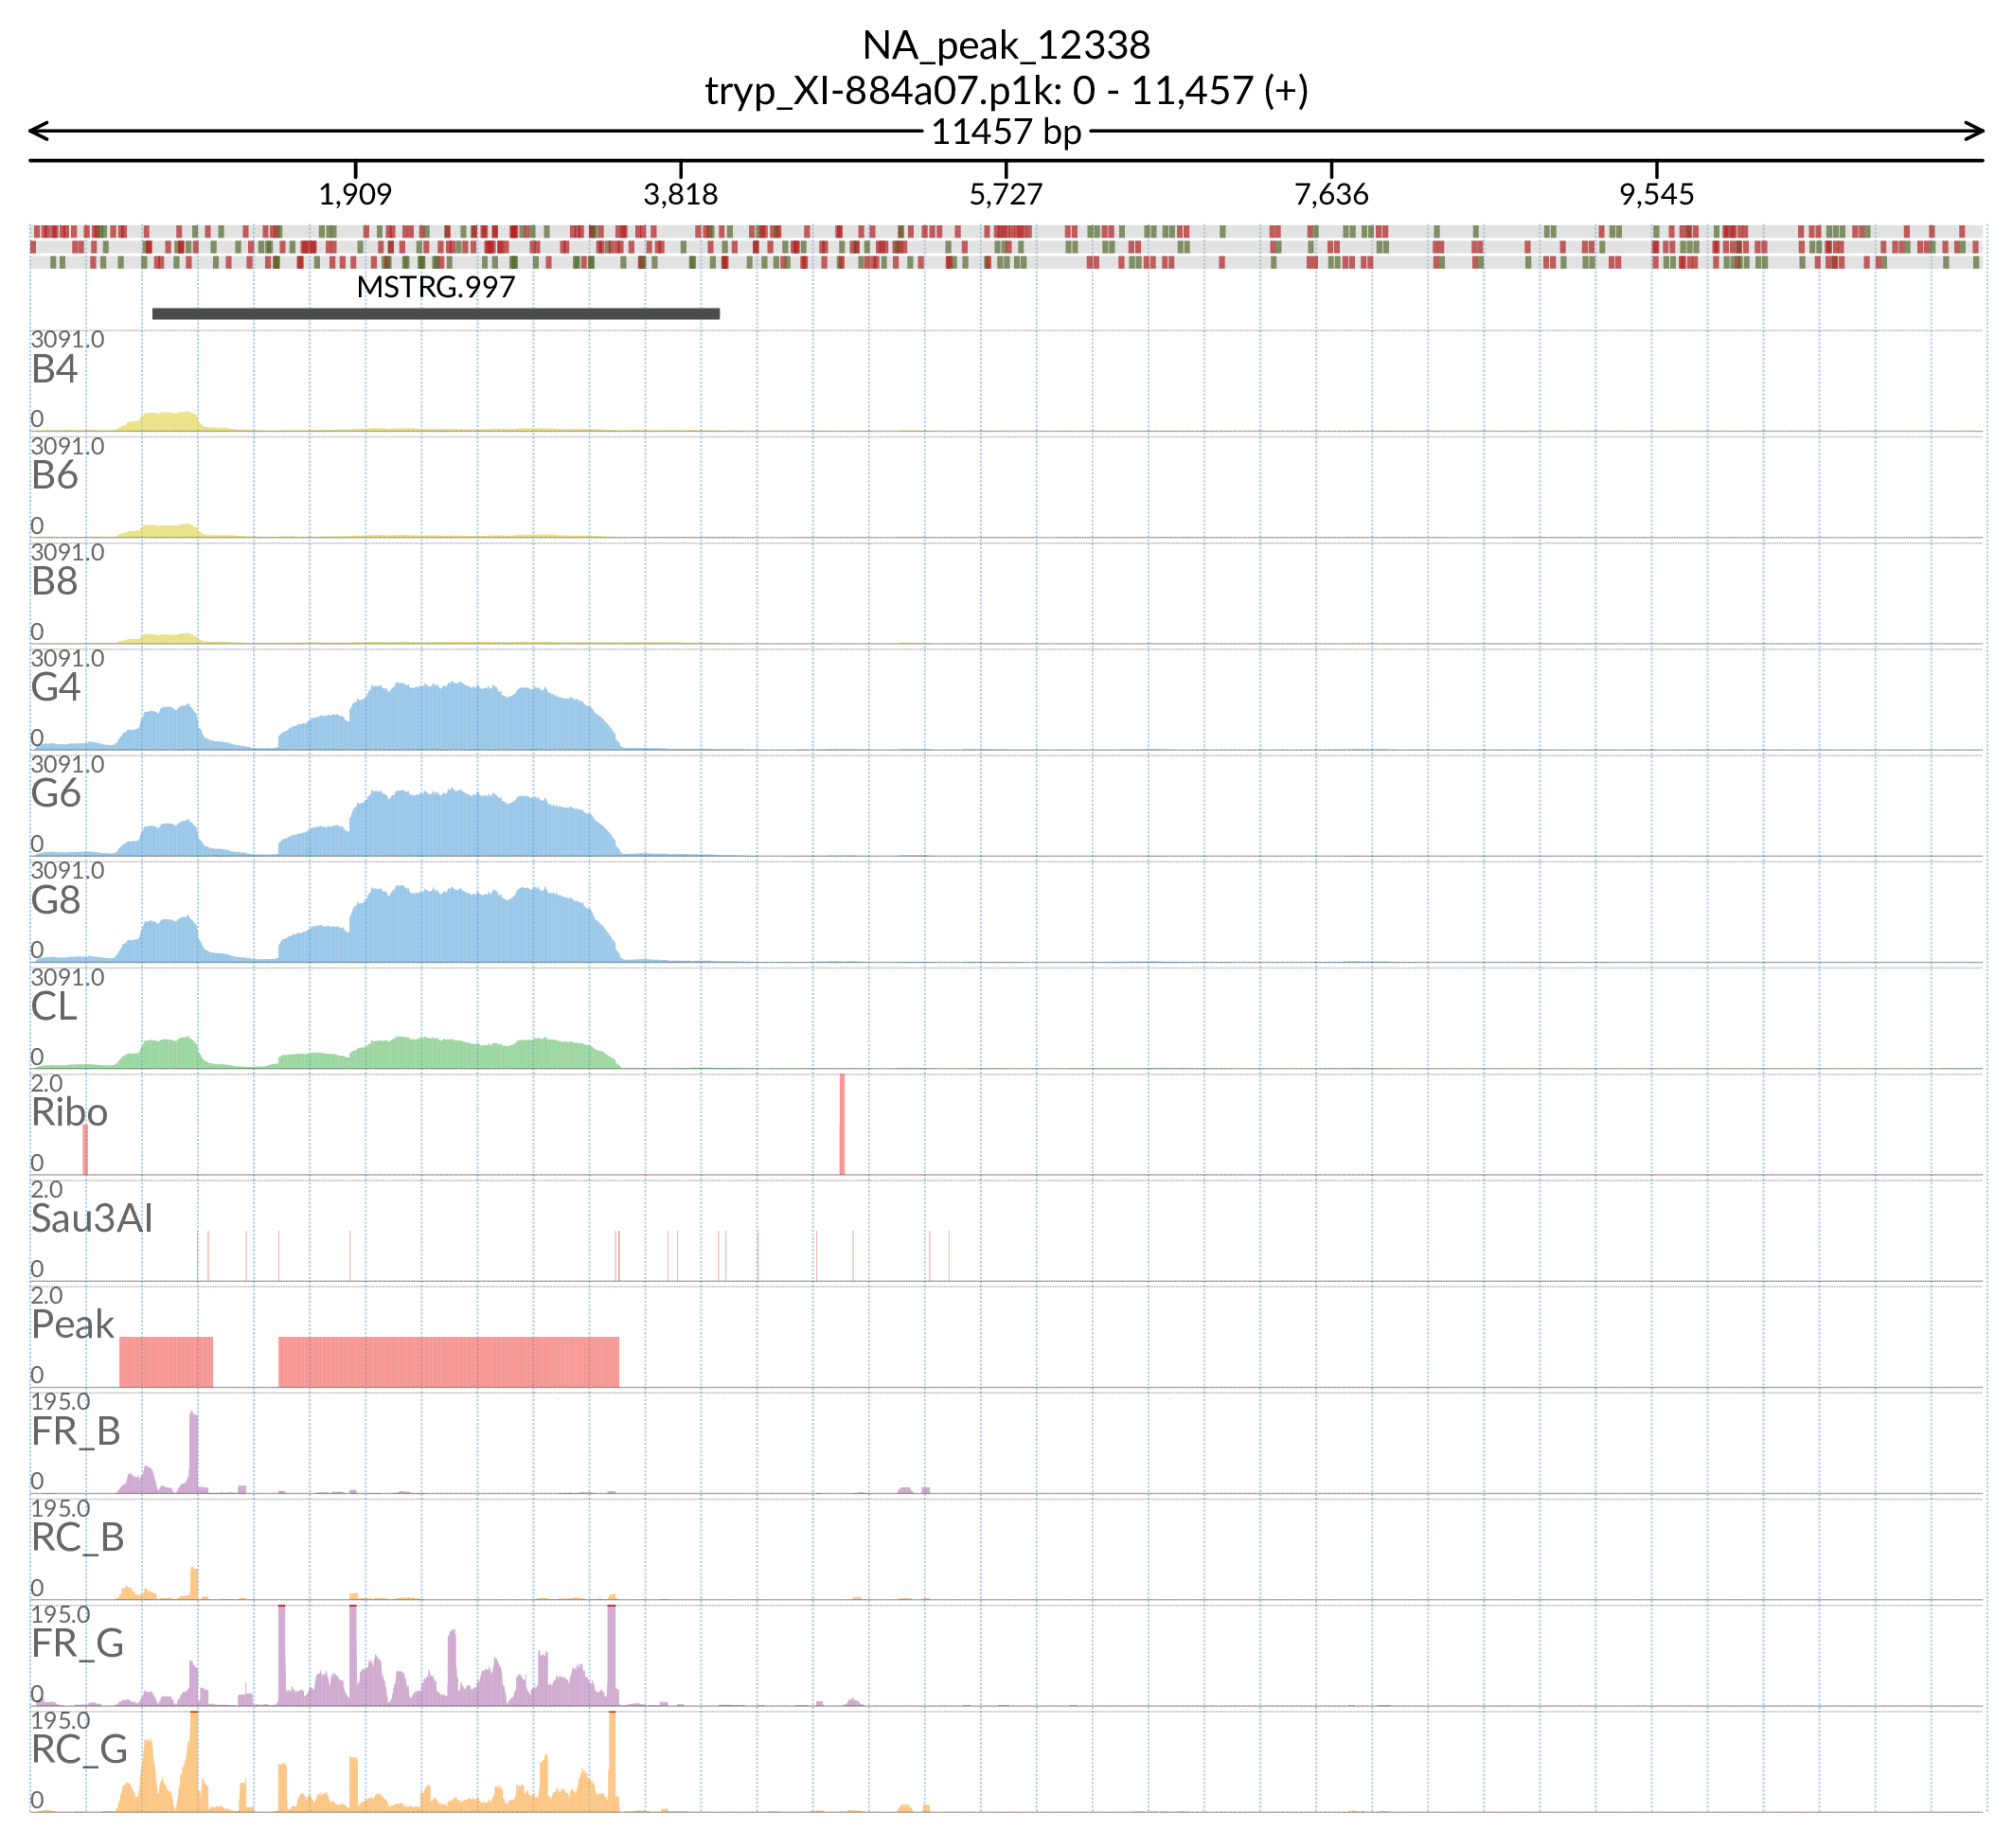 NA_peak_12338
tryp_XI-884a07.p1k: 0 - 11,457 (+)
11457 bp
1,909 3,818 5,727 7,636 9,545
MSTRG.997
3091.0
B4
0
3091.0
B6
0
3091.0
B8
0
3091.0
G4
0
3091.0
G6
0
3091.0
G8
0
3091.0
CL
0
2.0
Ribo
0
2.0
Sau3AI
0
2.0
Peak
0
195.0
FR_B
0
195.0
RC_B
0
195.0
FR_G
0
195.0
RC_G
0